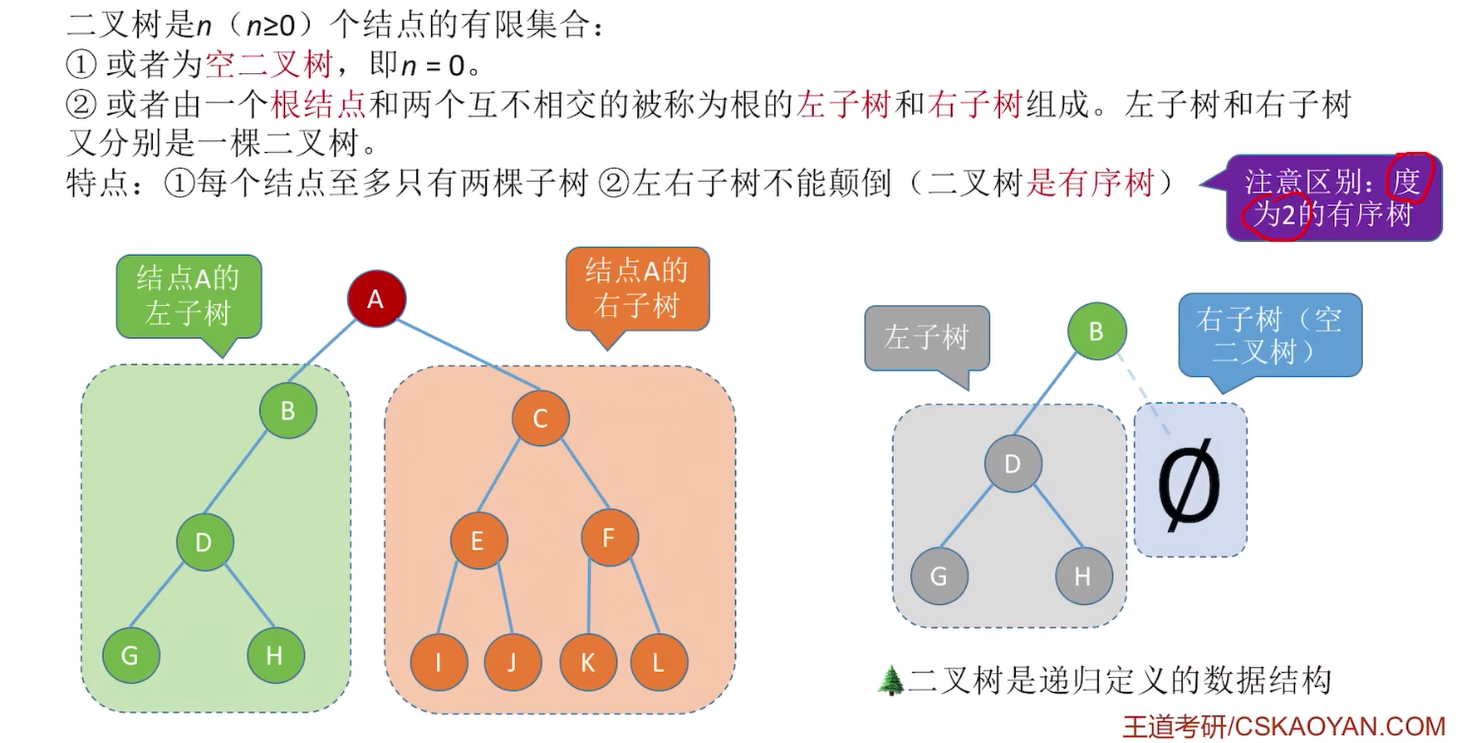 二叉树是n（n≥0）个结点的有限集合：
① 或者为空二叉树，即n = 0。
② 或者由一个根结点和两个互不相交的被称为根的左子树和右子树组成。左子树和右子树
又分别是一棵二叉树。
特点：①每个结点至多只有两棵子树 ②左右子树不能颠倒（二叉树是有序树）
注意区别：度
为2的有序树
结点A的
左子树
A
结点A的
右子树
B
C
D
E
F
G
H
I
J
K
L
左子树
B
右子树（空
二叉树）
D
∅
G
H
二叉树是递归定义的数据结构
王道考研/CSKAOYAN.COM